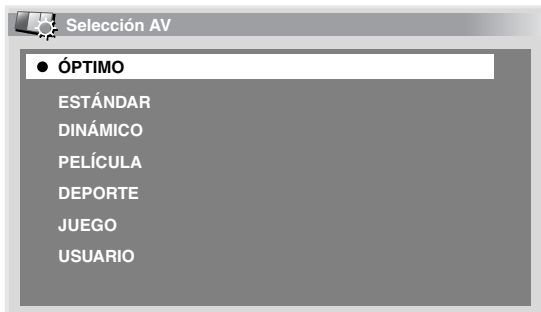 Selección AV
ÓPTIMO
ESTÁNDAR
DINÁMICO
PELÍCULA
DEPORTE
JUEGO
USUARIO